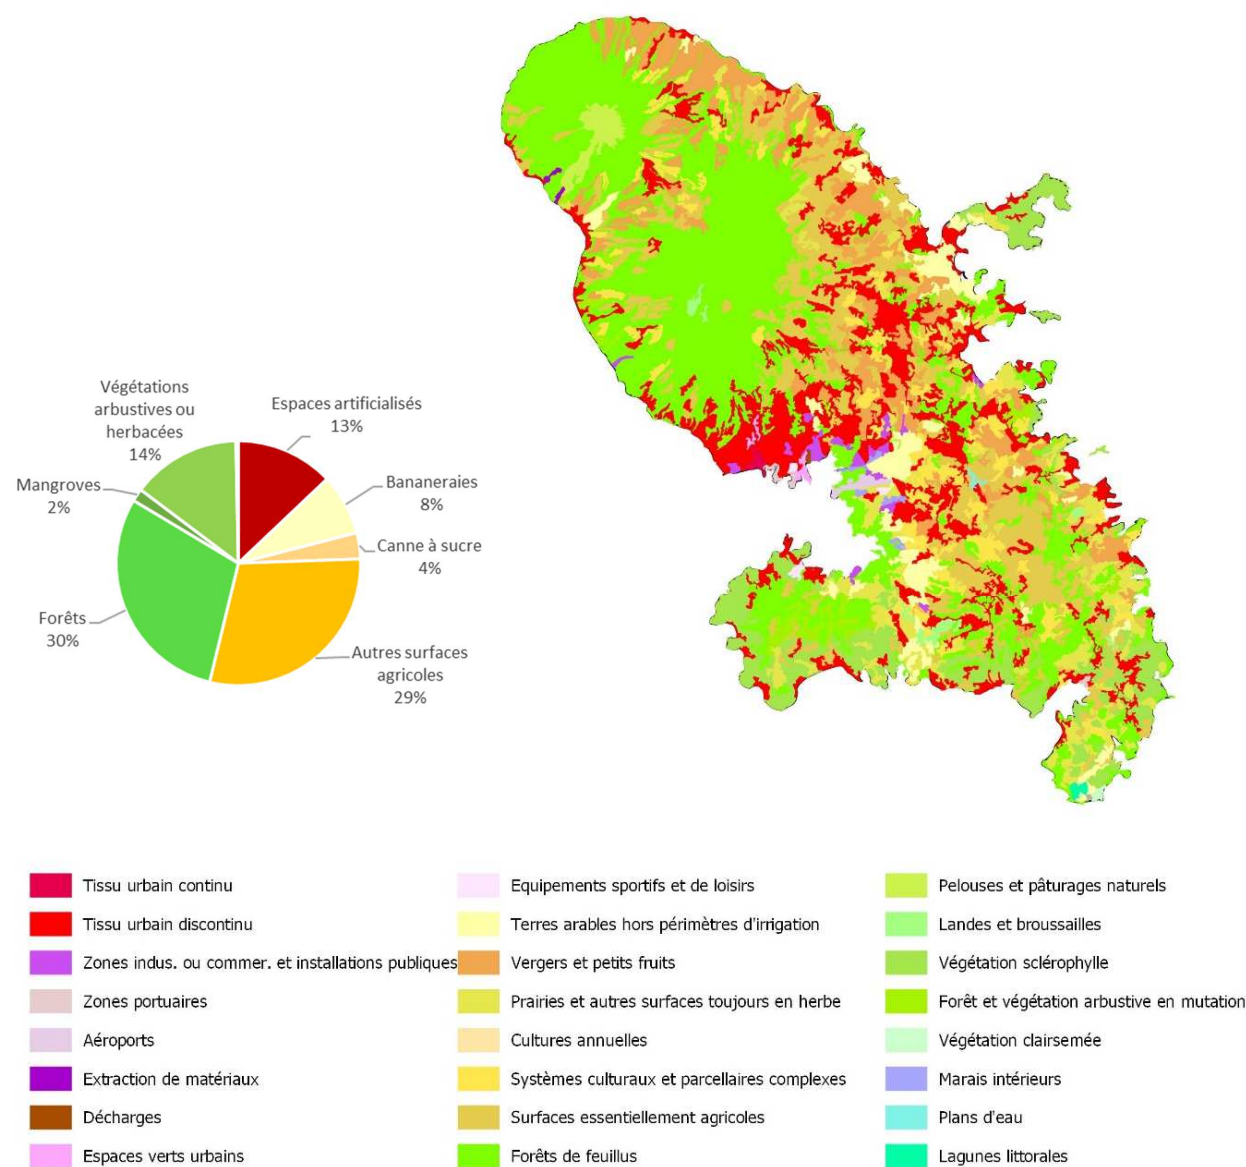 Végétations
arbustives ou
herbacées
14%
Espaces artificialisés
13%
Mangroves
2%
Bananeraies
8%
Canne à sucre
4%
Forêts
30%
Autres surfaces
agricoles
29%
Tissu urbain continu
Tissu urbain discontinu
Zones indus. ou commer. et installations publiques
Zones portuaires
Aéroports
Extraction de matériaux
Décharges
Espaces verts urbains
Equipements sportifs et de loisirs
Terres arables hors périmètres d'irrigation
Vergers et petits fruits
Prairies et autres surfaces toujours en herbe
Cultures annuelles
Systèmes culturaux et parcellaires complexes
Surfaces essentiellement agricoles
Forêts de feuillus
Pelouses et pâturages naturels
Landes et broussailles
Végétation sclérophylle
Forêt et végétation arbustive en mutation
Végétation clairsemée
Marais intérieurs
Plans d'eau
Lagunes littorales